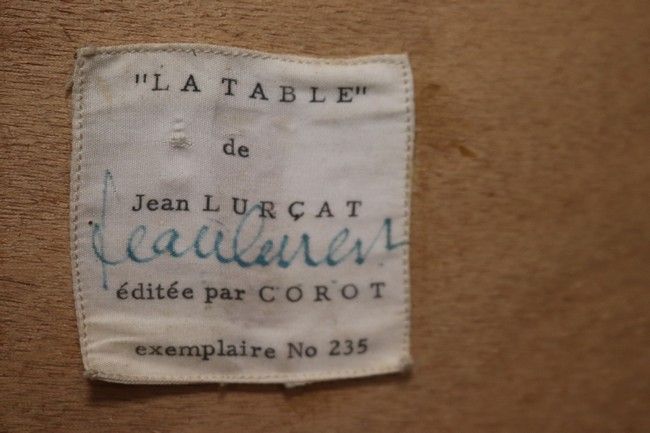 "LA TABLE"
de
Jean LURÇAT
éditée par COROT
exemplaire No 235